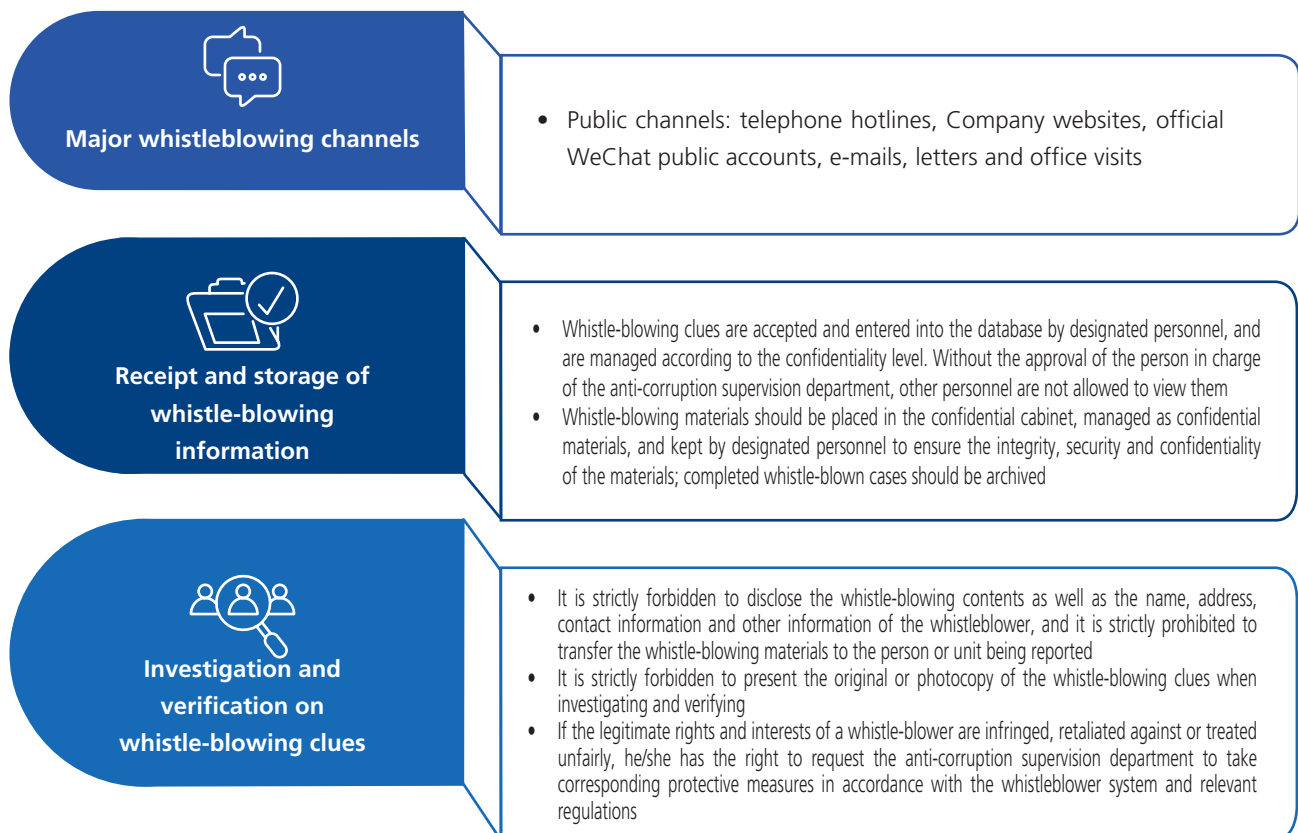 Major whistleblowing channels
• Public channels: telephone hotlines, Company websites, official
WeChat public accounts, e-mails, letters and office visits
Receipt and storage of
whistle-blowing
information
• Whistle-blowing clues are accepted and entered into the database by designated personnel, and
are managed according to the confidentiality level. Without the approval of the person in charge
of the anti-corruption supervision department, other personnel are not allowed to view them
• Whistle-blowing materials should be placed in the confidential cabinet, managed as confidential
materials, and kept by designated personnel to ensure the integrity, security and confidentiality
of the materials; completed whistle-blown cases should be archived
Investigation and
verification on
whistle-blowing clues
• It is strictly forbidden to disclose the whistle-blowing contents as well as the name, address,
contact information and other information of the whistleblower, and it is strictly prohibited to
transfer the whistle-blowing materials to the person or unit being reported
• It is strictly forbidden to present the original or photocopy of the whistle-blowing clues when
investigating and verifying
• If the legitimate rights and interests of a whistle-blower are infringed, retaliated against or treated
unfairly, he/she has the right to request the anti-corruption supervision department to take
corresponding protective measures in accordance with the whistleblower system and relevant
regulations